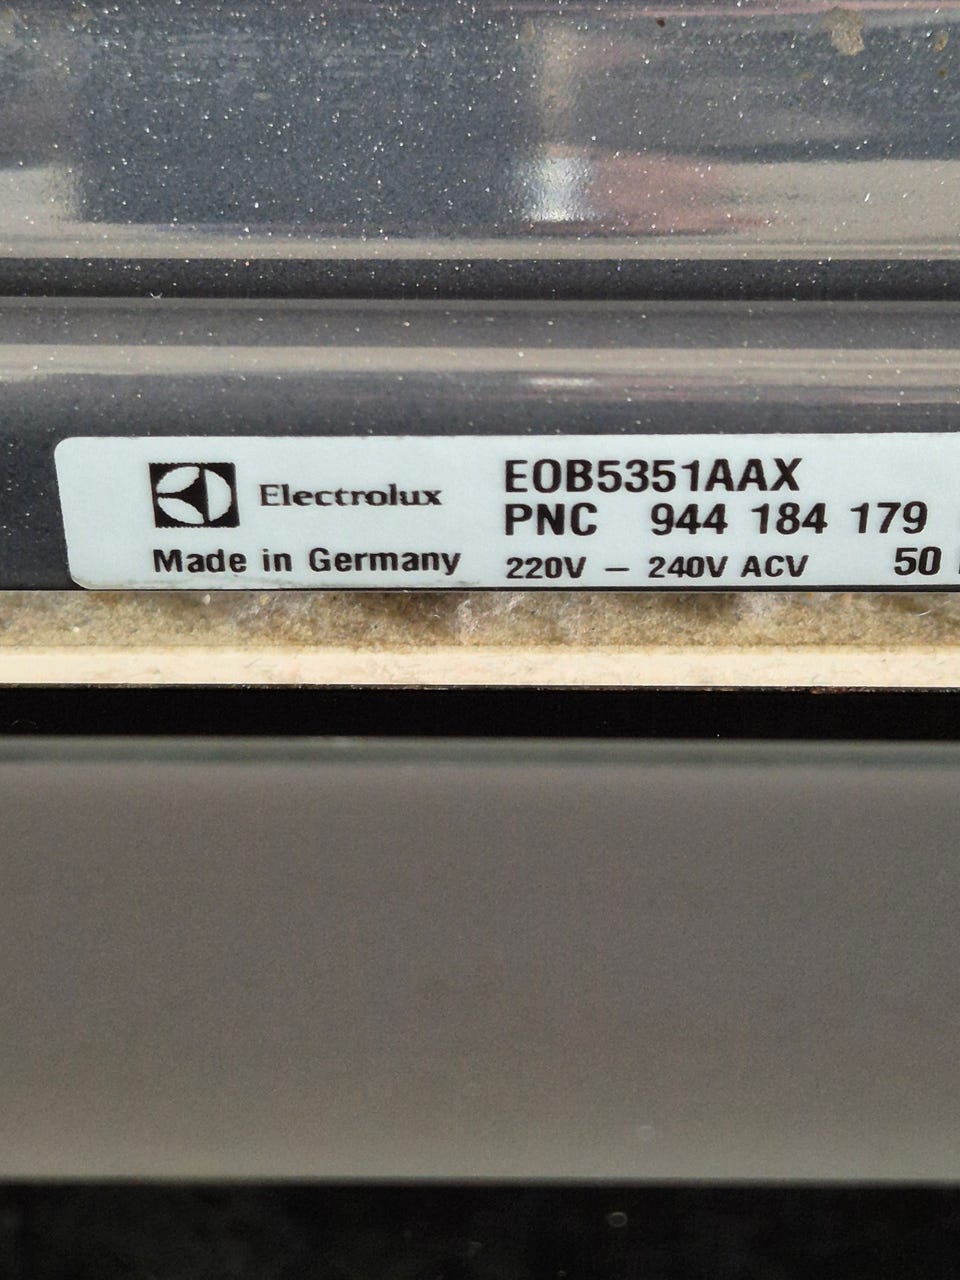 Electrolux
Made in Germany
EOB5351AAX
PNC 944 184 179
220V – 240V ACV 50